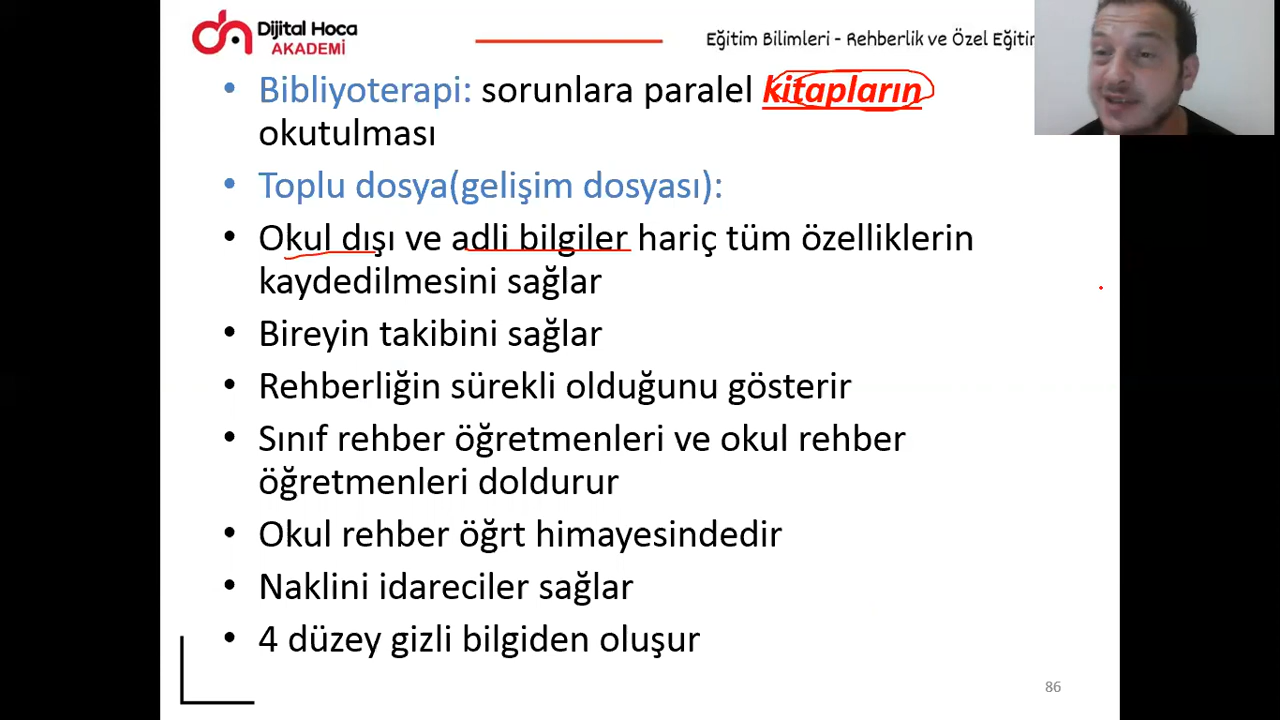 Dijital Hoca
AKADEMİ
Eğitim Bilimleri - Rehberlik ve Özel
• Bibliyoterapi: sorunlara paralel kitapların
okutulması
• Toplu dosya(gelişim dosyası):
• Okul dışı ve adli bilgiler hariç tüm özelliklerin
kaydedilmesini sağlar
• Bireyin takibini sağlar
• Rehberliğin sürekli olduğunu gösterir
• Sınıf rehber öğretmenleri ve okul rehber
öğretmenleri doldurur
• Okul rehber öğrt himayesindedir
• Naklini idareciler sağlar
• 4 düzey gizli bilgiden oluşur
86